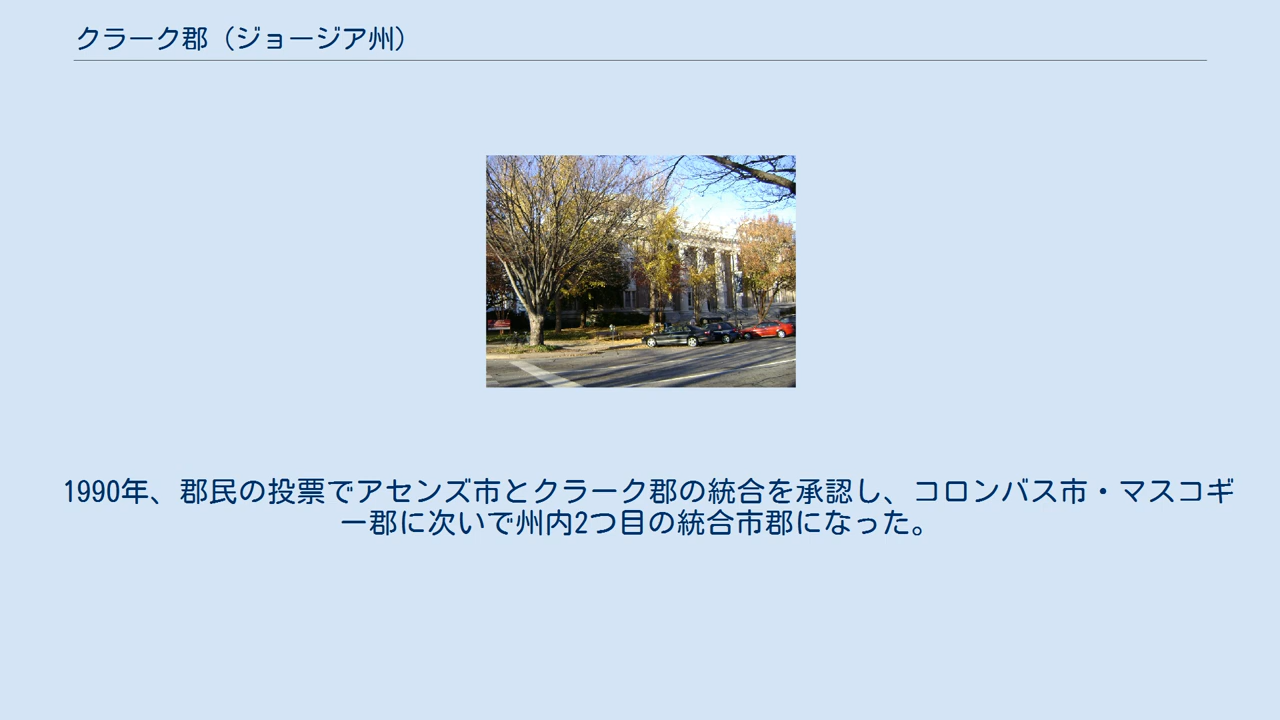 クラーク郡（ジョージア州）
1990年、郡民の投票でアセンズ市とクラーク郡の統合を承認し、コロンバス市・マスコギ
ー郡に次いで州内2つ目の統合市郡になった。